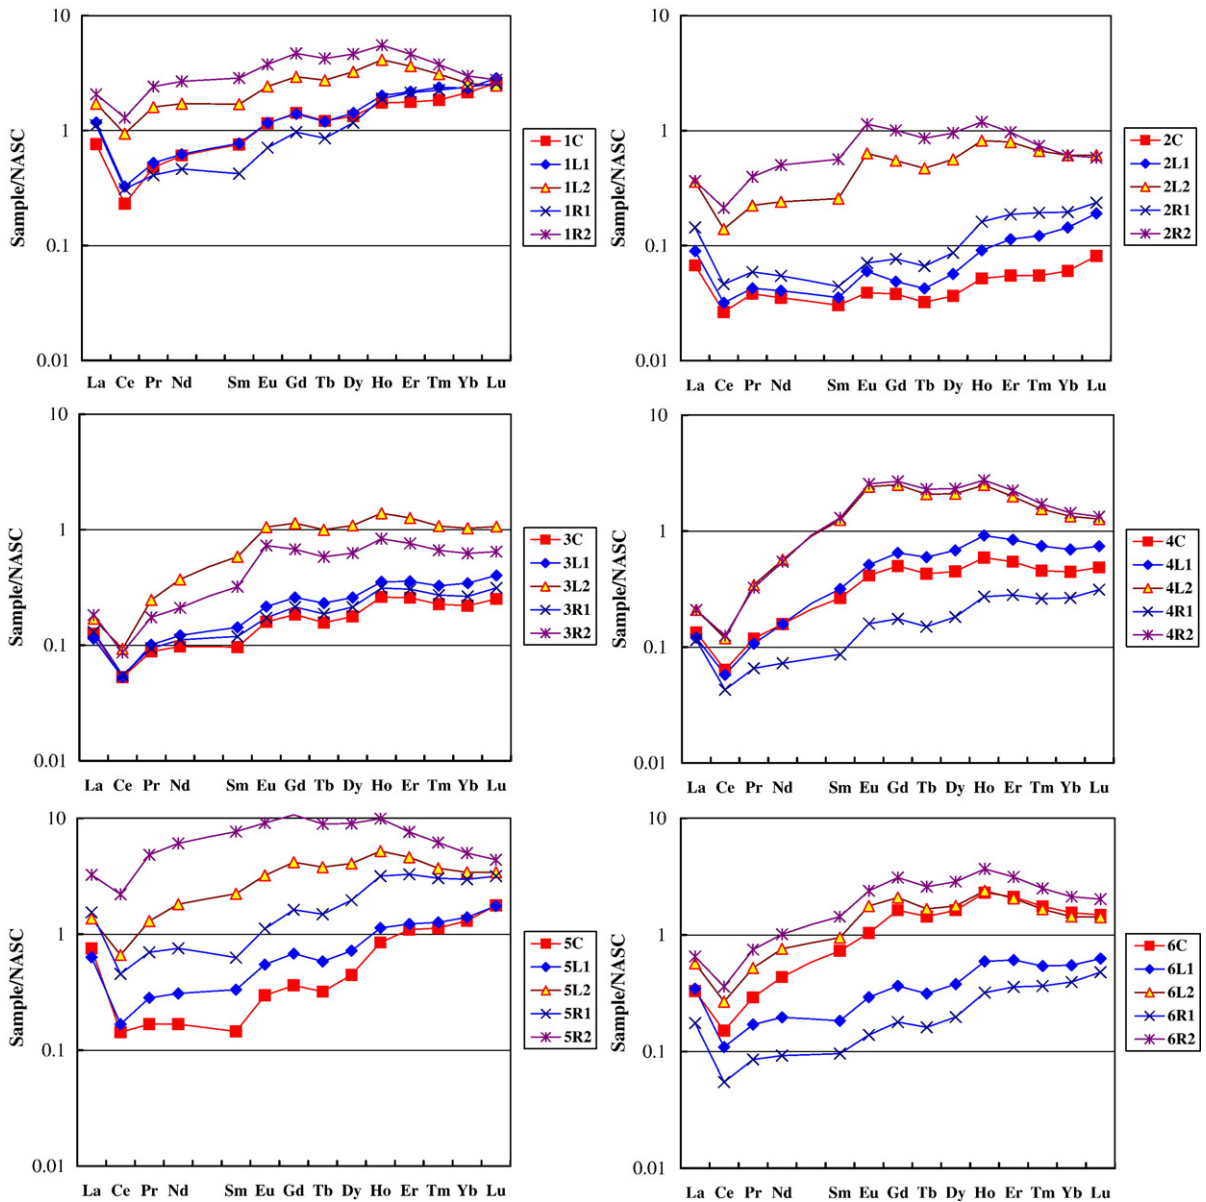 10
1
0.1
0.01
Sample/NASC
La Ce Pr Nd Sm Eu Gd Tb Dy Ho Er Tm Yb Lu
1C
1L1
1L2
1R1
1R2
10
1
0.1
0.01
Sample/NASC
La Ce Pr Nd Sm Eu Gd Tb Dy Ho Er Tm Yb Lu
2C
2L1
2L2
2R1
2R2
10
1
0.1
0.01
Sample/NASC
La Ce Pr Nd Sm Eu Gd Tb Dy Ho Er Tm Yb Lu
3C
3L1
3L2
3R1
3R2
10
1
0.1
0.01
Sample/NASC
La Ce Pr Nd Sm Eu Gd Tb Dy Ho Er Tm Yb Lu
4C
4L1
4L2
4R1
4R2
10
1
0.1
0.01
Sample/NASC
La Ce Pr Nd Sm Eu Gd Tb Dy Ho Er Tm Yb Lu
5C
5L1
5L2
5R1
5R2
10
1
0.1
0.01
Sample/NASC
La Ce Pr Nd Sm Eu Gd Tb Dy Ho Er Tm Yb Lu
6C
6L1
6L2
6R1
6R2